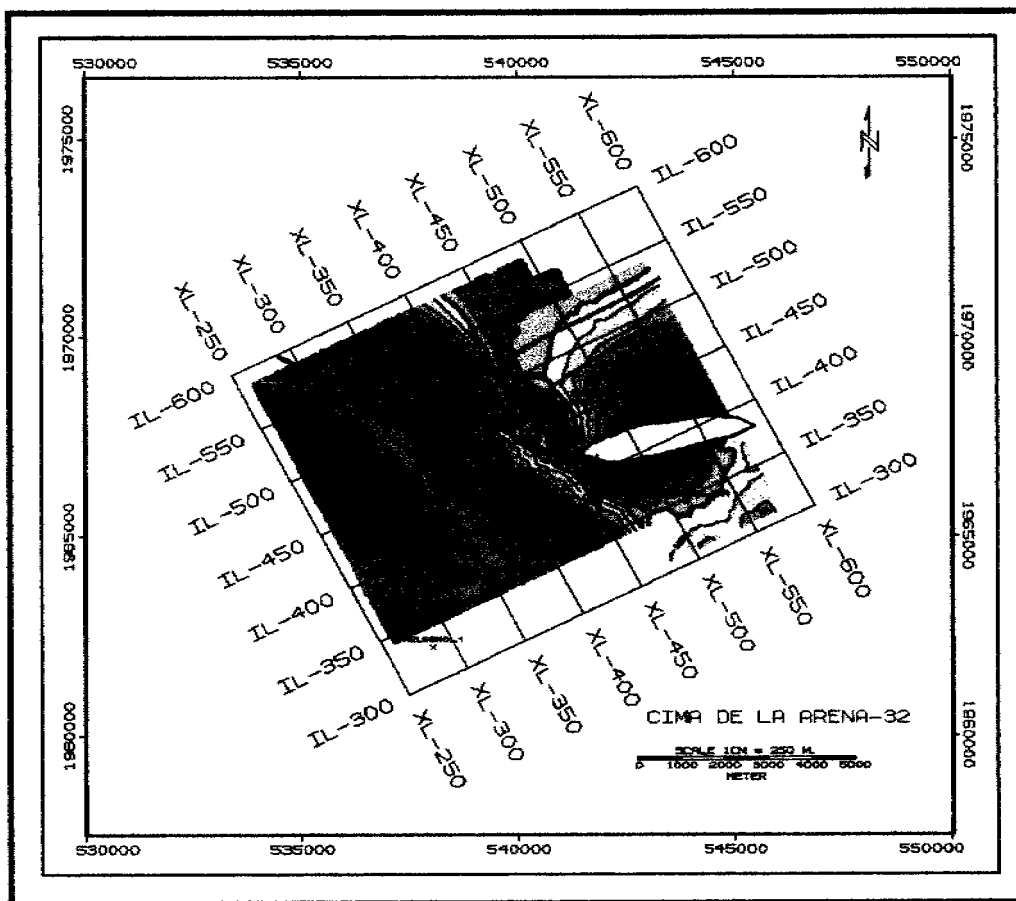 530000 535000 540000 545000 550000
1975000
1970000
1965000
1960000
1975000
1970000
1965000
1960000
XL-250
XL-300
XL-350
XL-400
XL-450
XL-500
XL-550
XL-600
IL-600
IL-550
IL-500
IL-450
IL-400
IL-350
IL-300
IL-600
IL-550
IL-500
IL-450
IL-400
IL-350
IL-300
XL-250
XL-300
XL-350
XL-400
XL-450
XL-500
XL-550
XL-600
N
CIMA DE LA ARENA-32
SCALE 1CM = 250 M.
0 1000 2000 3000 4000 5000
METER
530000 535000 540000 545000 550000